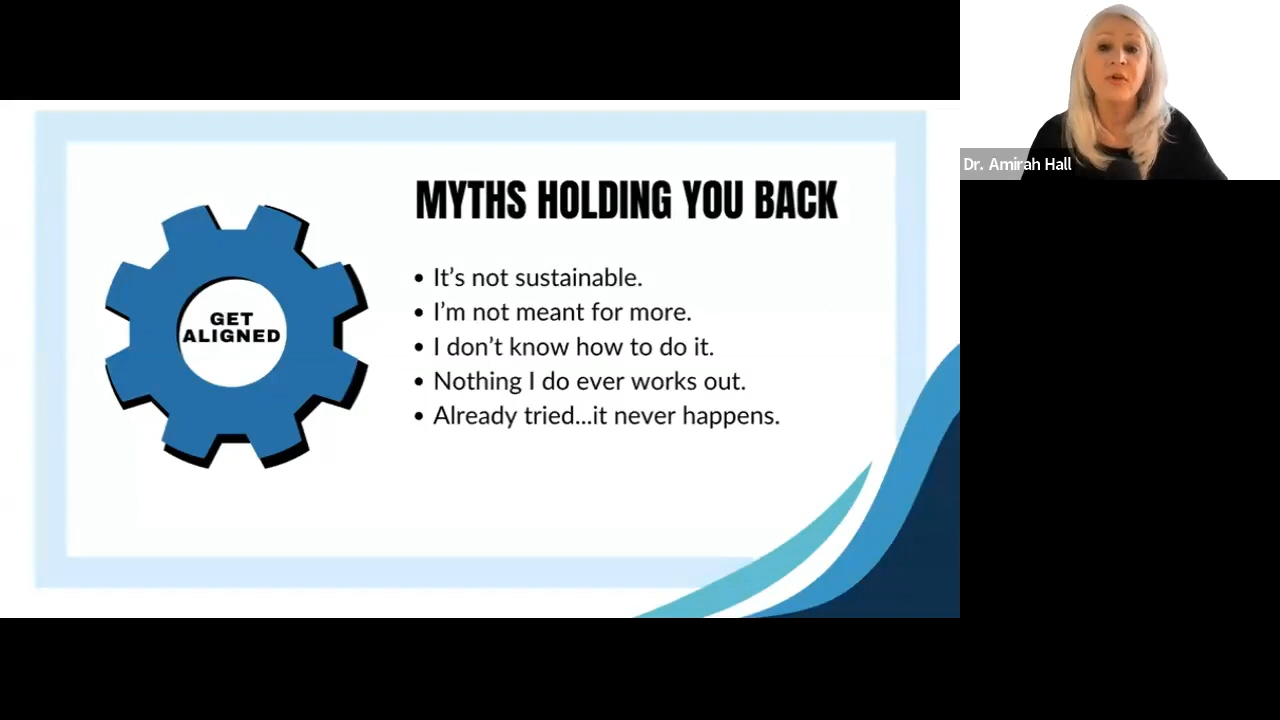 Dr. Amirah Hall
MYTHS HOLDING YOU BACK
GET
ALIGNED
• It’s not sustainable.
• I’m not meant for more.
• I don’t know how to do it.
• Nothing I do ever works out.
• Already tried...it never happens.